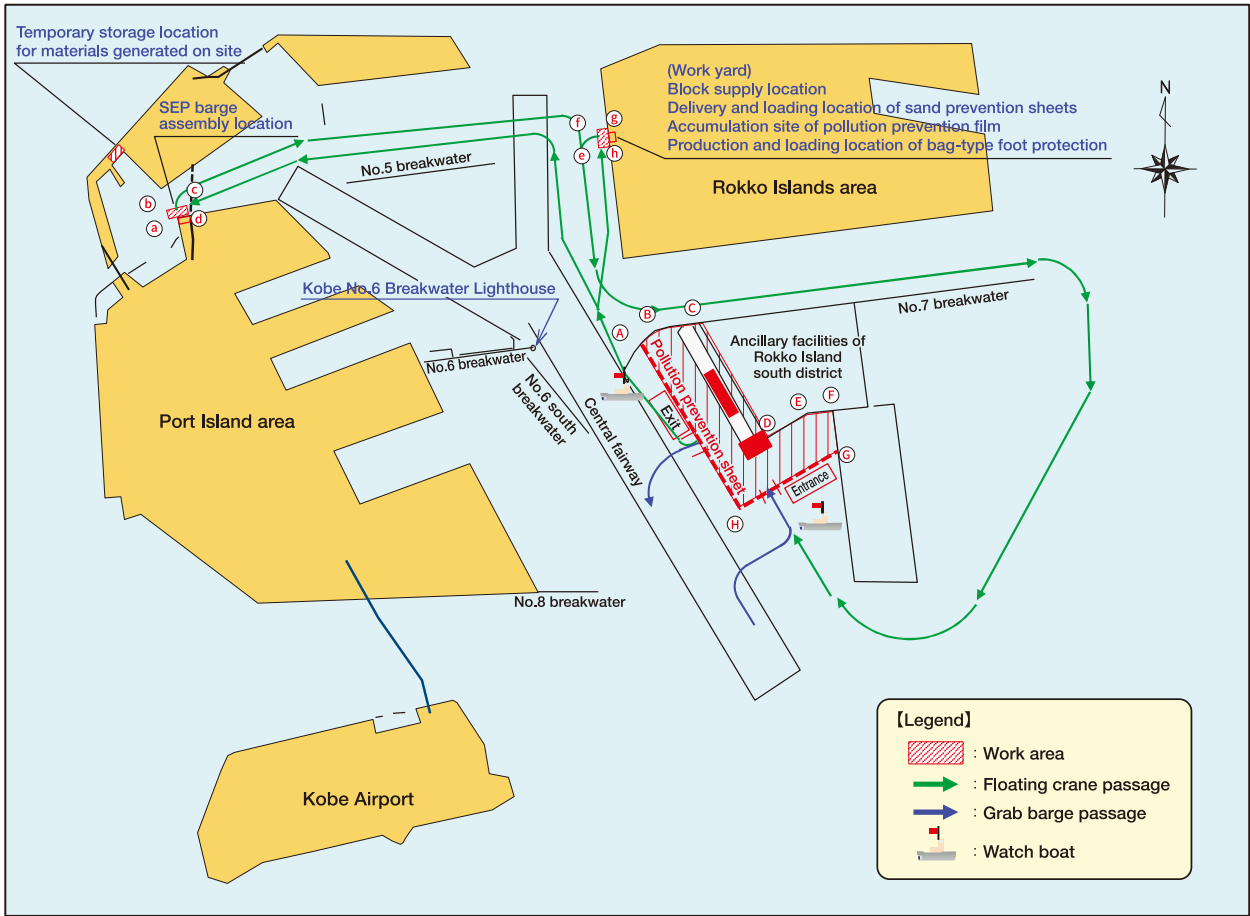 Temporary storage location
for materials generated on site
SEP barge
assembly location
(Work yard)
Block supply location
Delivery and loading location of sand prevention sheets
Accumulation site of pollution prevention film
Production and loading location of bag-type foot protection
Rokko Islands area
N
f
g
e
h
c
b
a
d
No.5 breakwater
Kobe No.6 Breakwater Lighthouse
No.7 breakwater
A
B
C
Ancillary facilities of
Rokko Island
south district
No.6 breakwater
No.6 south
breakwater
Central fairway
Pollution prevention sheet
Exit
D
E
F
G
H
Entrance
Port Island area
No.8 breakwater
Kobe Airport
【Legend】
: Work area
: Floating crane passage
: Grab barge passage
: Watch boat